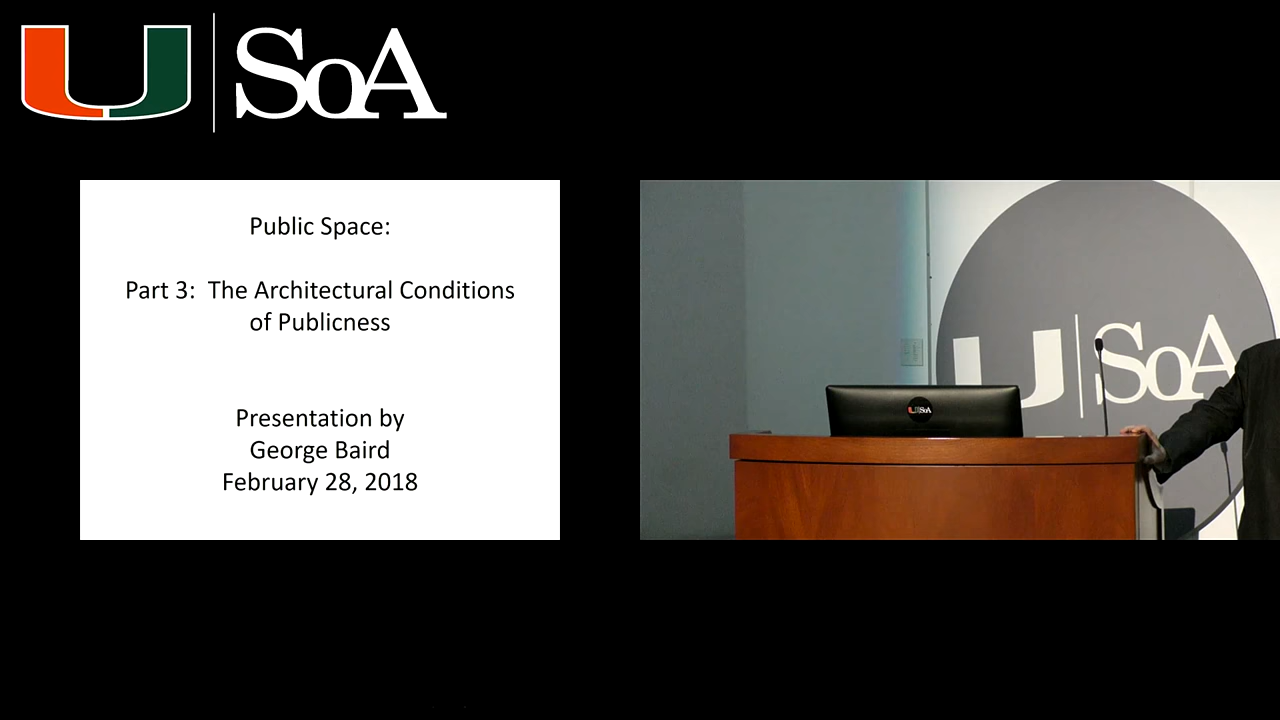 U SoA
Public Space:
Part 3: The Architectural Conditions
of Publicness
Presentation by
George Baird
February 28, 2018
U SoA
U SoA